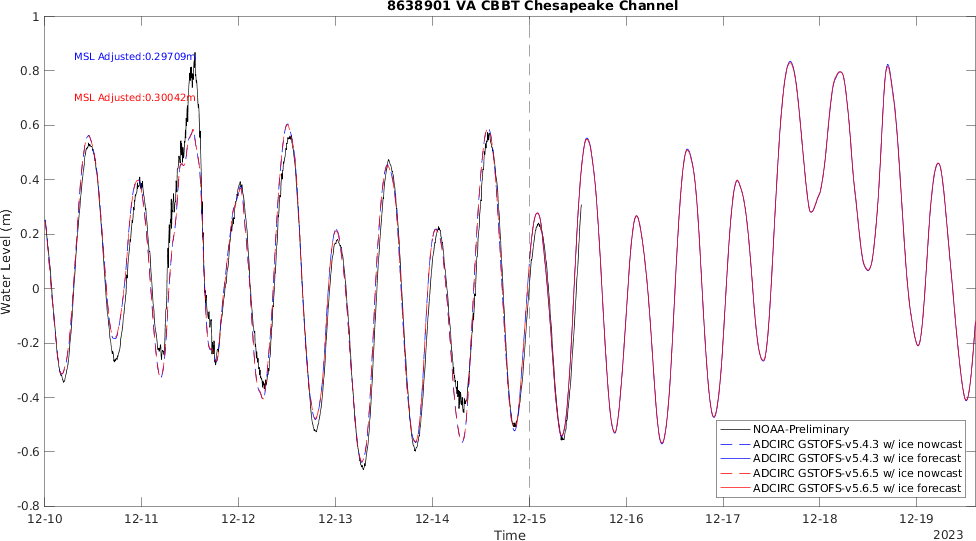 8638901 VA CBBT Chesapeake Channel
MSL Adjusted:0.29709m
MSL Adjusted:0.30042m
Water Level (m)
1
0.8
0.6
0.4
0.2
0
-0.2
-0.4
-0.6
-0.8
NOAA-Preliminary
ADCIRC GSTOFS-v5.4.3 w/ ice nowcast
ADCIRC GSTOFS-v5.4.3 w/ ice forecast
ADCIRC GSTOFS-v5.6.5 w/ ice nowcast
ADCIRC GSTOFS-v5.6.5 w/ ice forecast
12-10 12-11 12-12 12-13 12-14 12-15 12-16 12-17 12-18 12-19
Time
2023